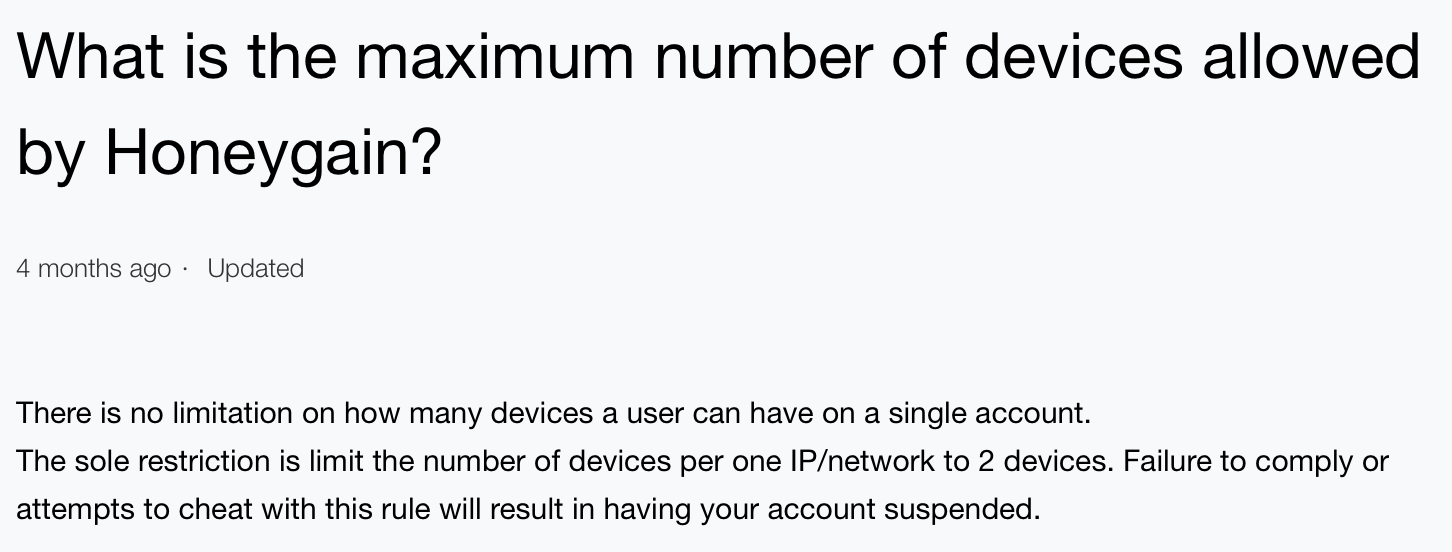 What is the maximum number of devices allowed
by Honeygain?
4 months ago · Updated
There is no limitation on how many devices a user can have on a single account.
The sole restriction is limit the number of devices per one IP/network to 2 devices. Failure to comply or
attempts to cheat with this rule will result in having your account suspended.